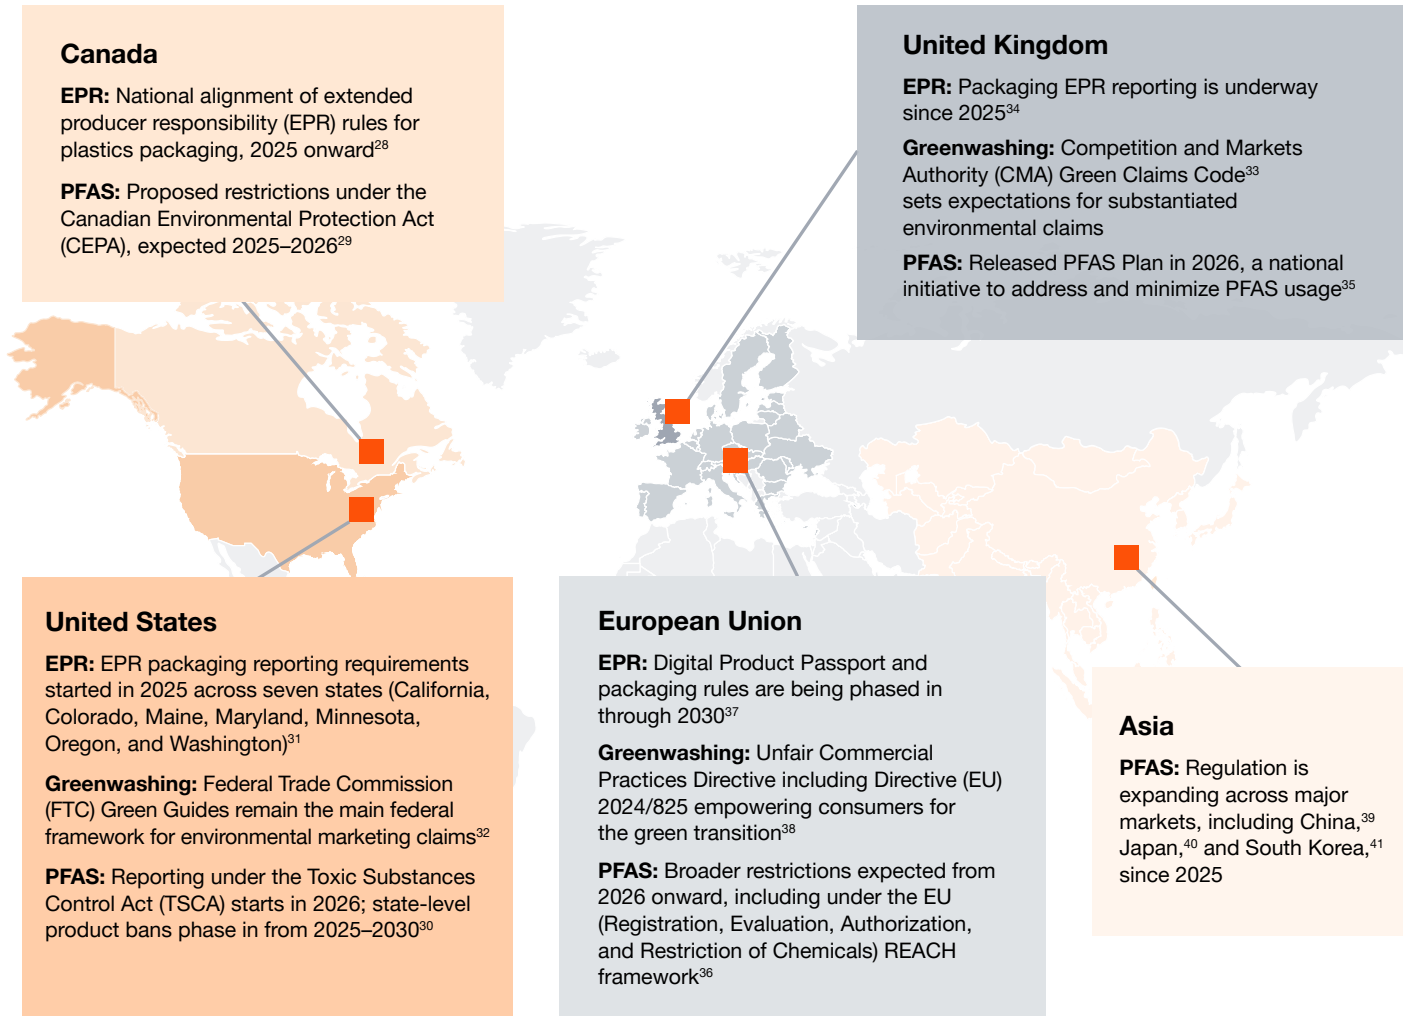 Canada
EPR: National alignment of extended
producer responsibility (EPR) rules for
plastics packaging, 2025 onward28
PFAS: Proposed restrictions under the
Canadian Environmental Protection Act
(CEPA), expected 2025–202629
United Kingdom
EPR: Packaging EPR reporting is underway
since 202534
Greenwashing: Competition and Markets
Authority (CMA) Green Claims Code33
sets expectations for substantiated
environmental claims
PFAS: Released PFAS Plan in 2026, a national
initiative to address and minimize PFAS usage35
United States
EPR: EPR packaging reporting requirements
started in 2025 across seven states (California,
Colorado, Maine, Maryland, Minnesota,
Oregon, and Washington)31
Greenwashing: Federal Trade Commission
(FTC) Green Guides remain the main federal
framework for environmental marketing claims32
PFAS: Reporting under the Toxic Substances
Control Act (TSCA) starts in 2026; state-level
product bans phase in from 2025–203030
European Union
EPR: Digital Product Passport and
packaging rules are being phased in
through 203037
Greenwashing: Unfair Commercial
Practices Directive including Directive (EU)
2024/825 empowering consumers for
the green transition38
PFAS: Broader restrictions expected from
2026 onward, including under the EU
(Registration, Evaluation, Authorization,
and Restriction of Chemicals) REACH
framework36
Asia
PFAS: Regulation is
expanding across major
markets, including China,39
Japan,40 and South Korea,41
since 2025